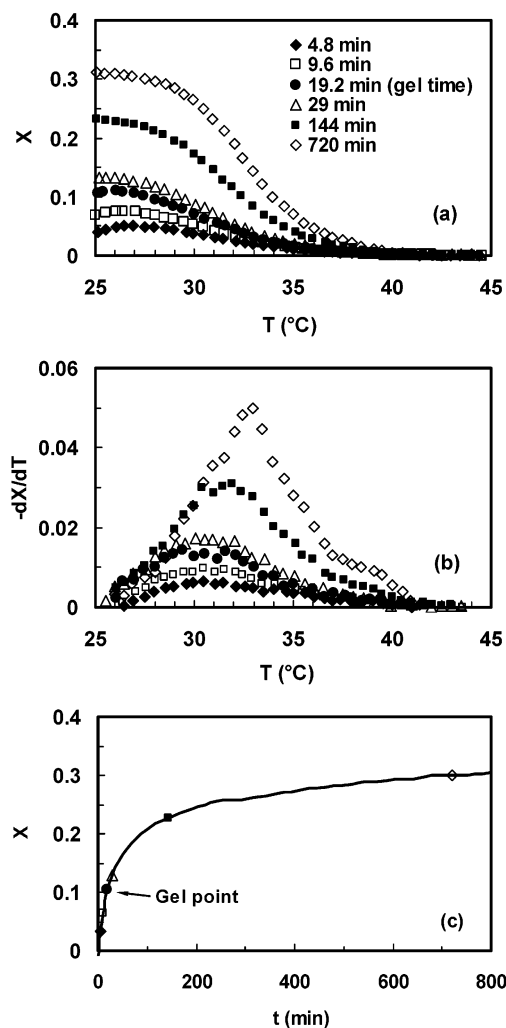 0.4
0.3
0.2
0.1
0
X
4.8 min
9.6 min
19.2 min (gel time)
29 min
144 min
720 min
(a)
25 30 35 40 45
T (°C)
0.06
0.04
0.02
0
-dX/dT
(b)
25 30 35 40 45
T (°C)
0.4
0.3
0.2
0.1
0
X
Gel point
(c)
0 200 400 600 800
t (min)